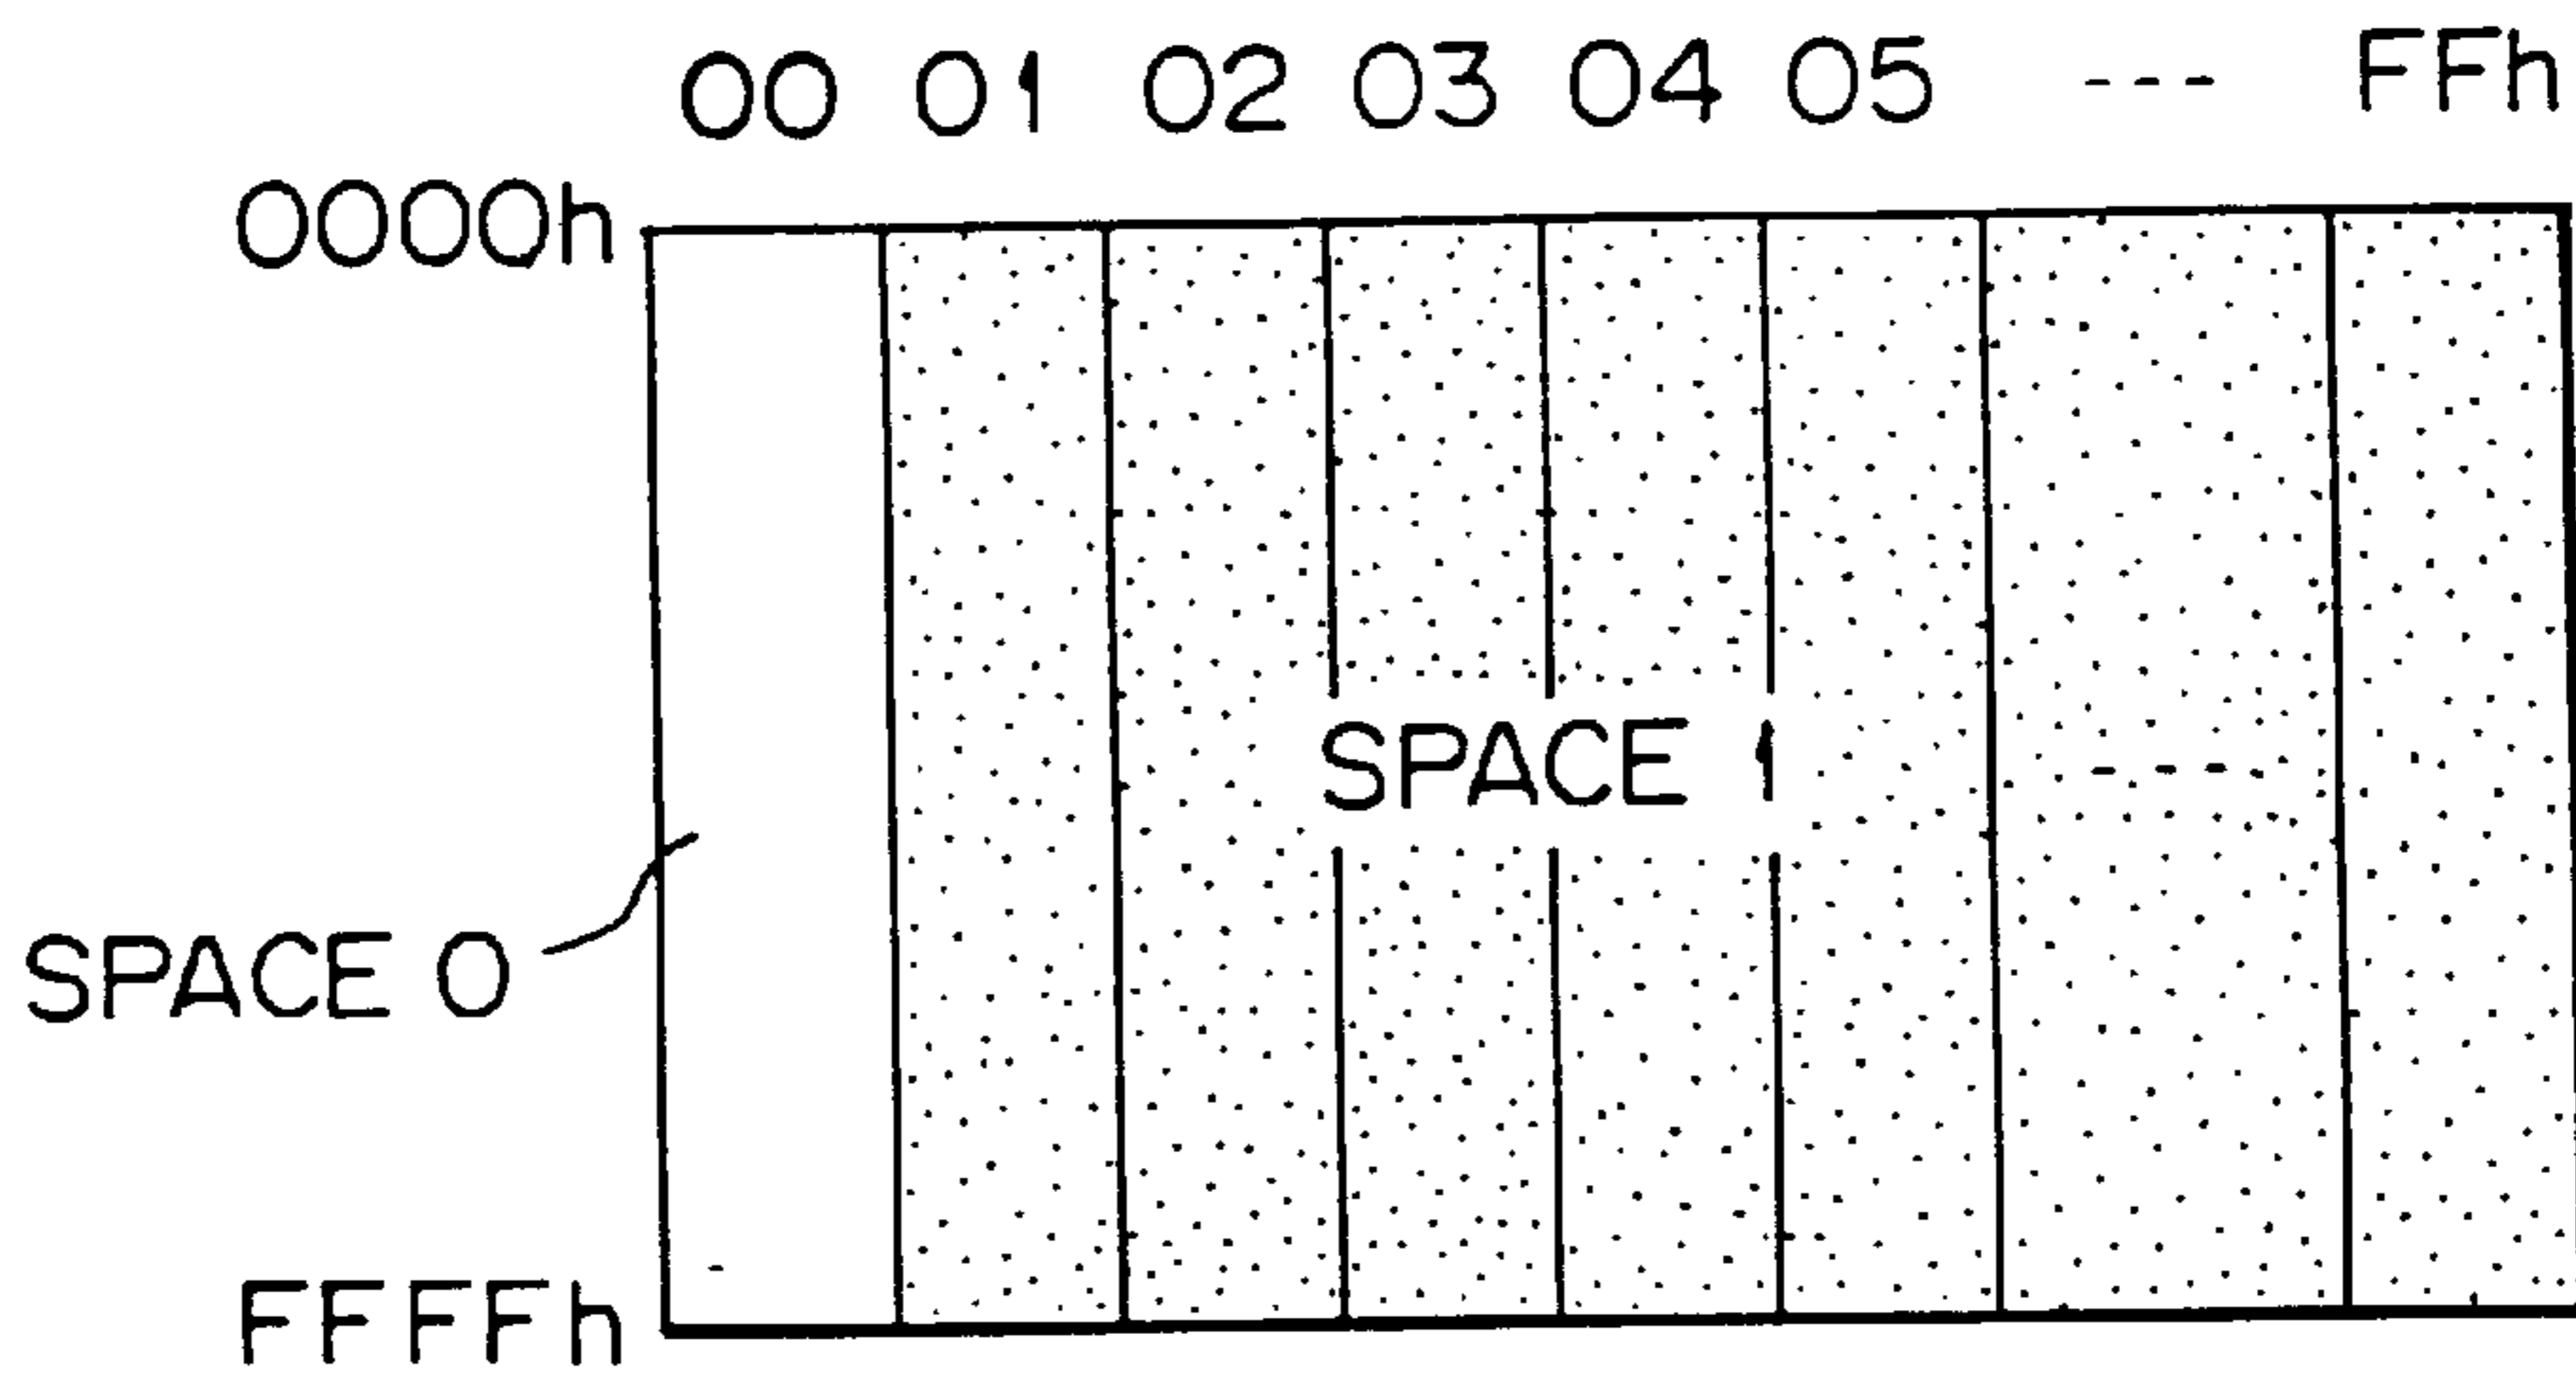 00 01 02 03 04 05 --- FFh
0000h
SPACE 1
---
SPACE 0
FFFFh